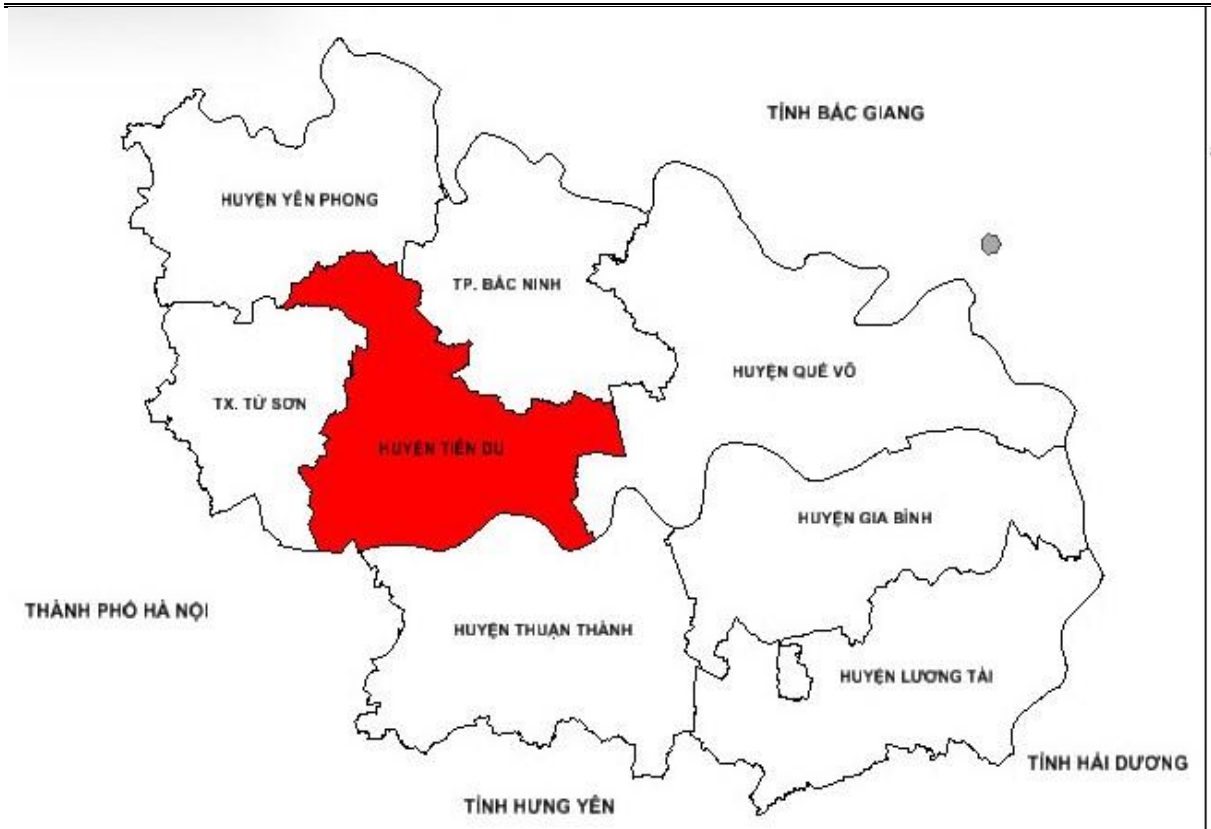 TỈNH BẮC GIANG
HUYỆN YÊN PHONG
TP. BẮC NINH
HUYỆN QUẾ VÕ
TX. TỪ SƠN
HUYỆN TIÊN DU
HUYỆN GIA BÌNH
THÀNH PHỐ HÀ NỘI
HUYỆN THUẬN THÀNH
HUYỆN LƯƠNG TÀI
TỈNH HẢI DƯƠNG
TỈNH HƯNG YÊN